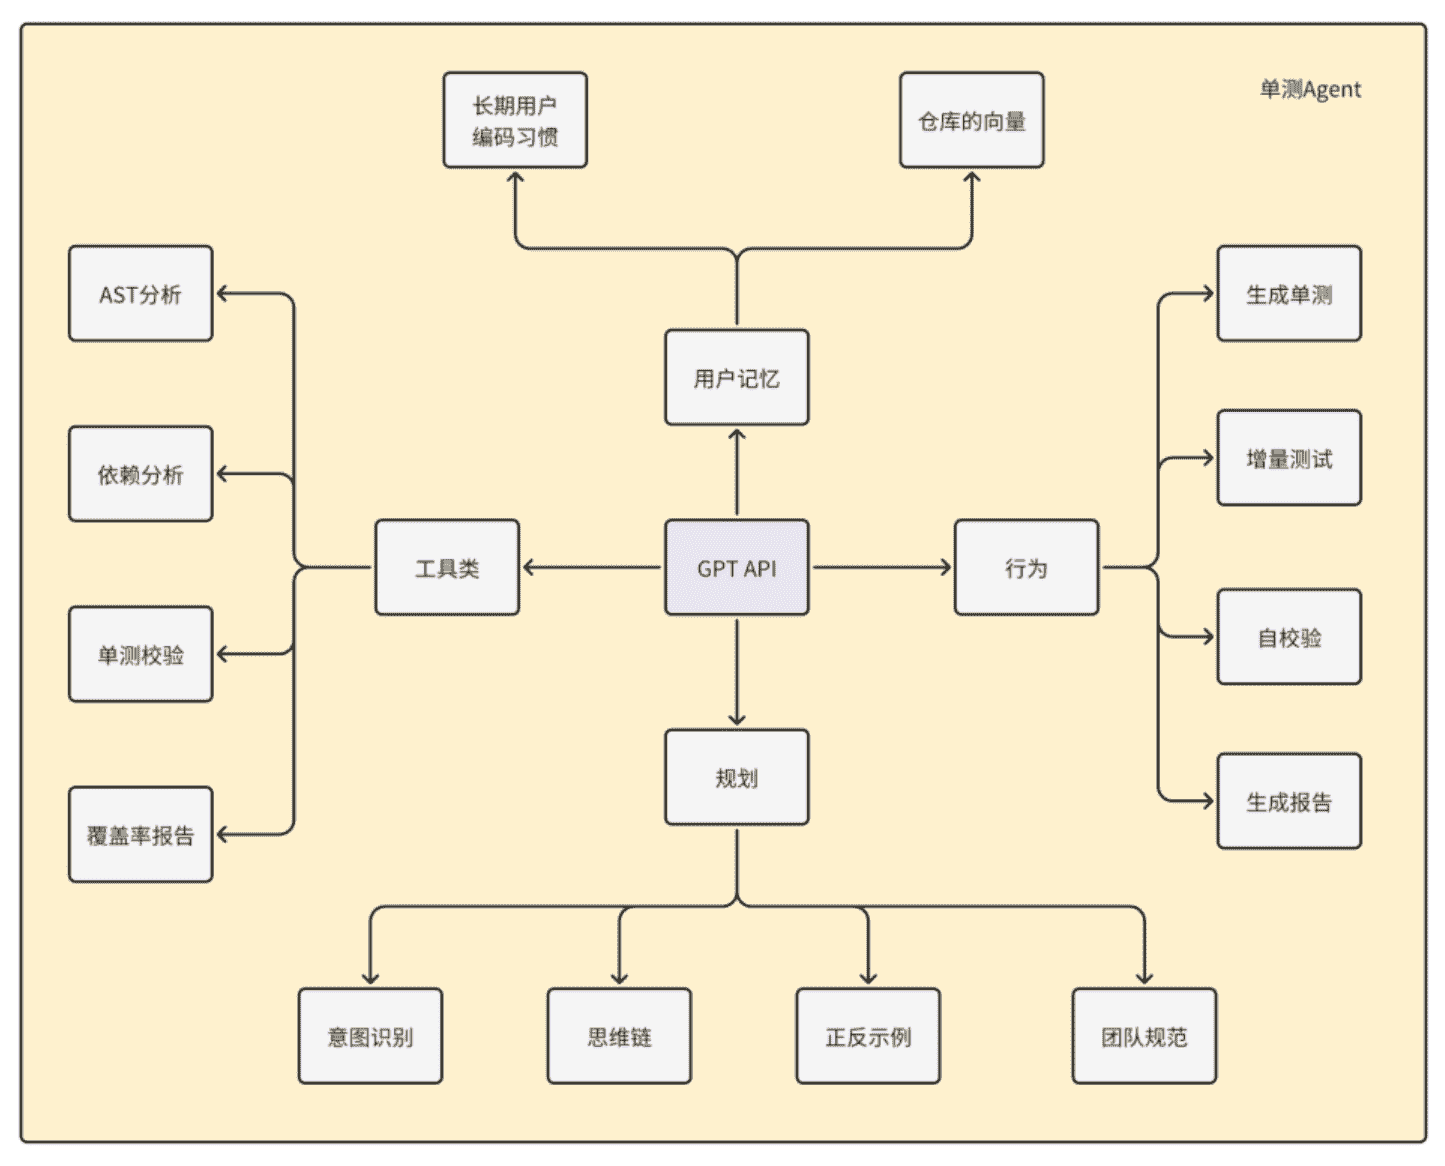 长期用户
编码习惯
仓库的向量
单测Agent
AST分析
生成单测
用户记忆
依赖分析
增量测试
工具类
GPT API
行为
单测校验
自校验
规划
覆盖率报告
生成报告
意图识别
思维链
正反示例
团队规范